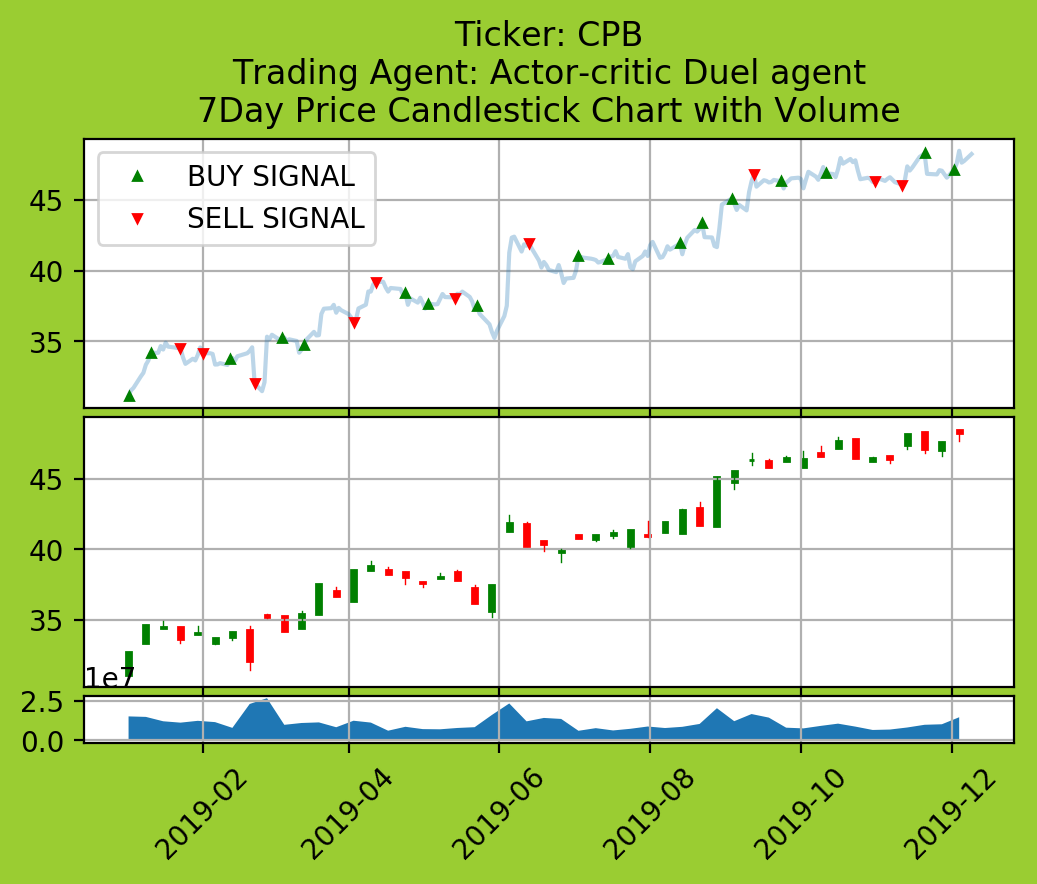 Ticker: CPB
Trading Agent: Actor-critic Duel agent
7Day Price Candlestick Chart with Volume
BUY SIGNAL
SELL SIGNAL
45
40
35
45
40
35
1e7
2.5
0.0
2019-02
2019-04
2019-06
2019-08
2019-10
2019-12